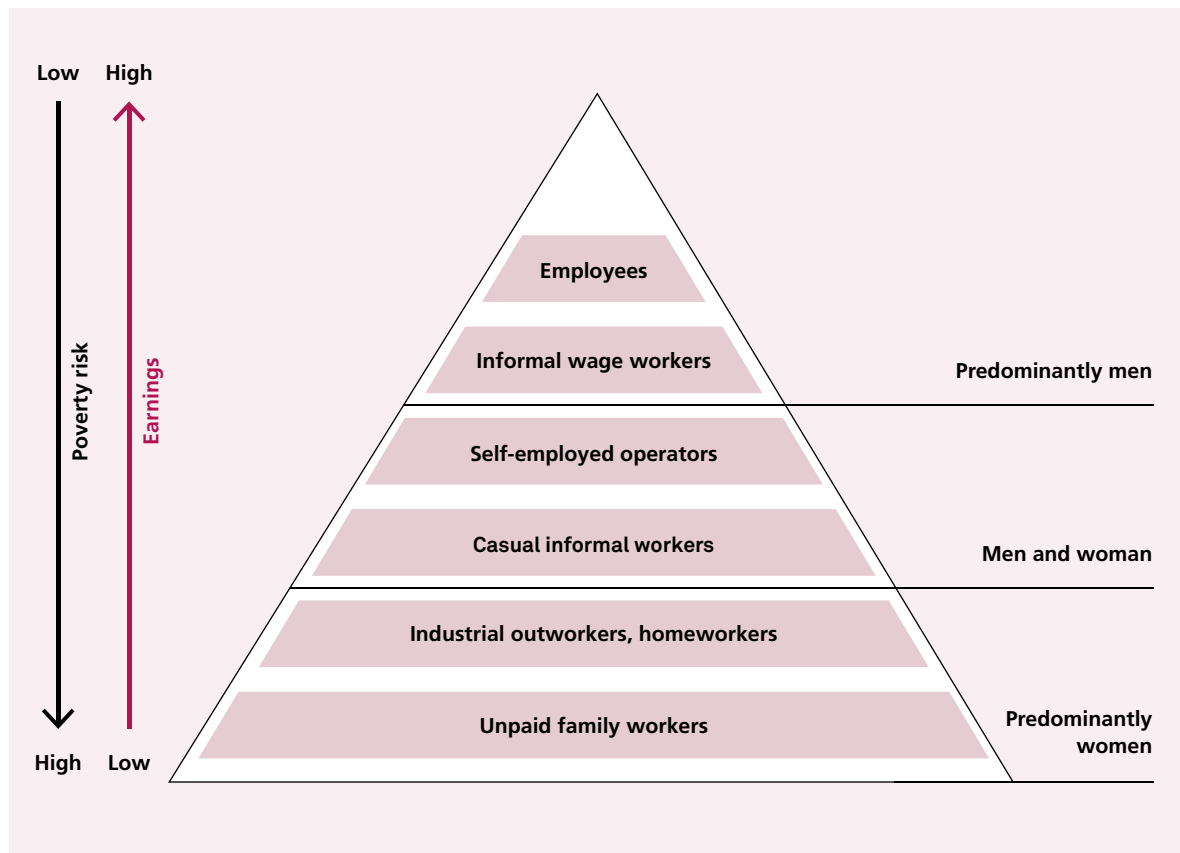 Low High
Employees
Informal wage workers
Predominantly men
Poverty risk
Earnings
Self-employed operators
Casual informal workers
Men and woman
Industrial outworkers, homeworkers
Unpaid family workers
Predominantly
women
High Low